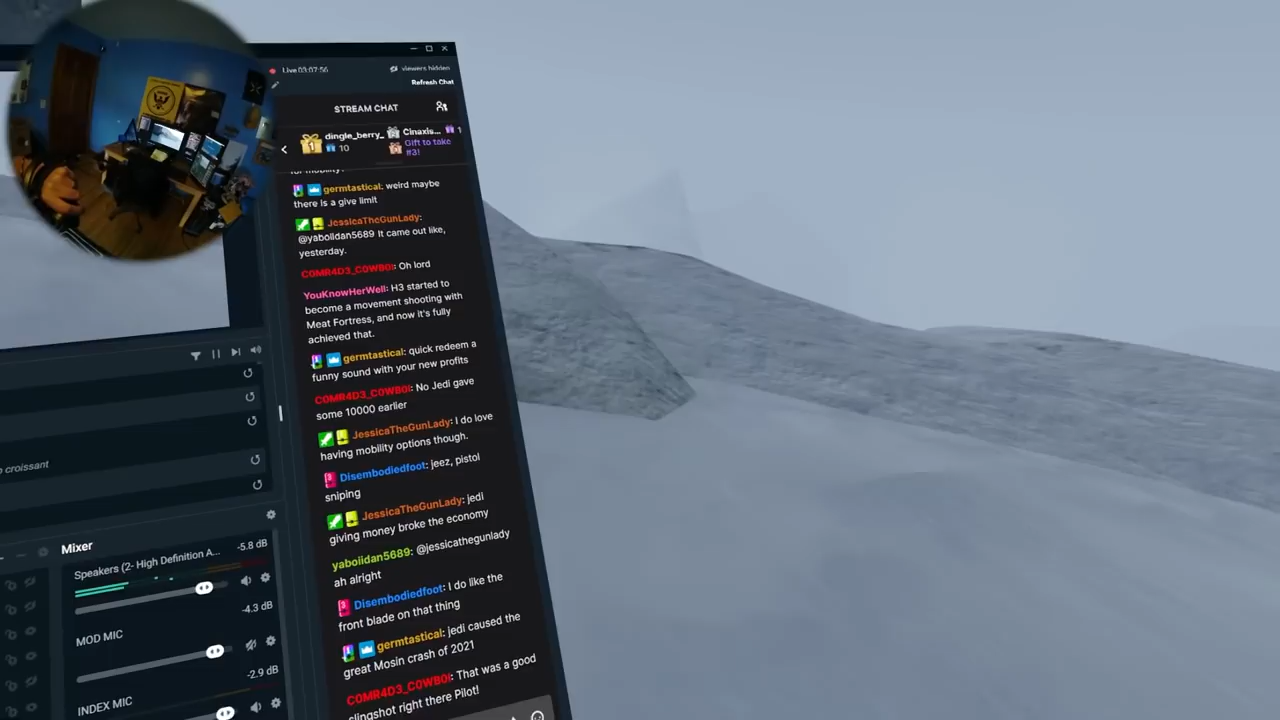 Live 03:07:56
viewers hidden
Refresh Chat
STREAM CHAT
dingle_berry_
10
Cinaxis...
1
Gift to take
#3!
for mobility?
germtastical: weird maybe
there is a give limit
JessicaTheGunLady:
@yaboiidan5689 It came out like,
yesterday.
C0MR4D3_C0WB0I: Oh lord
YouKnowHerWell: H3 started to
become a movement shooting with
Meat Fortress, and now it's fully
achieved that.
germtastical: quick redeem a
funny sound with your new profits
C0MR4D3_C0WB0I: No Jedi gave
some 10000 earlier
JessicaTheGunLady: I do love
having mobility options though.
Disembodiedfoot: jeez, pistol
sniping
JessicaTheGunLady: jedi
giving money broke the economy
yaboiidan5689: @jessicathegunlady
ah alright
Disembodiedfoot: I do like the
front blade on that thing
germtastical: jedi caused the
great Mosin crash of 2021
C0MR4D3_C0WB0I: That was a good
slingshot right there Pilot!
croissant
Mixer
Speakers (2- High Definition A...
-5.8 dB
MOD MIC
-4.3 dB
INDEX MIC
-2.9 dB